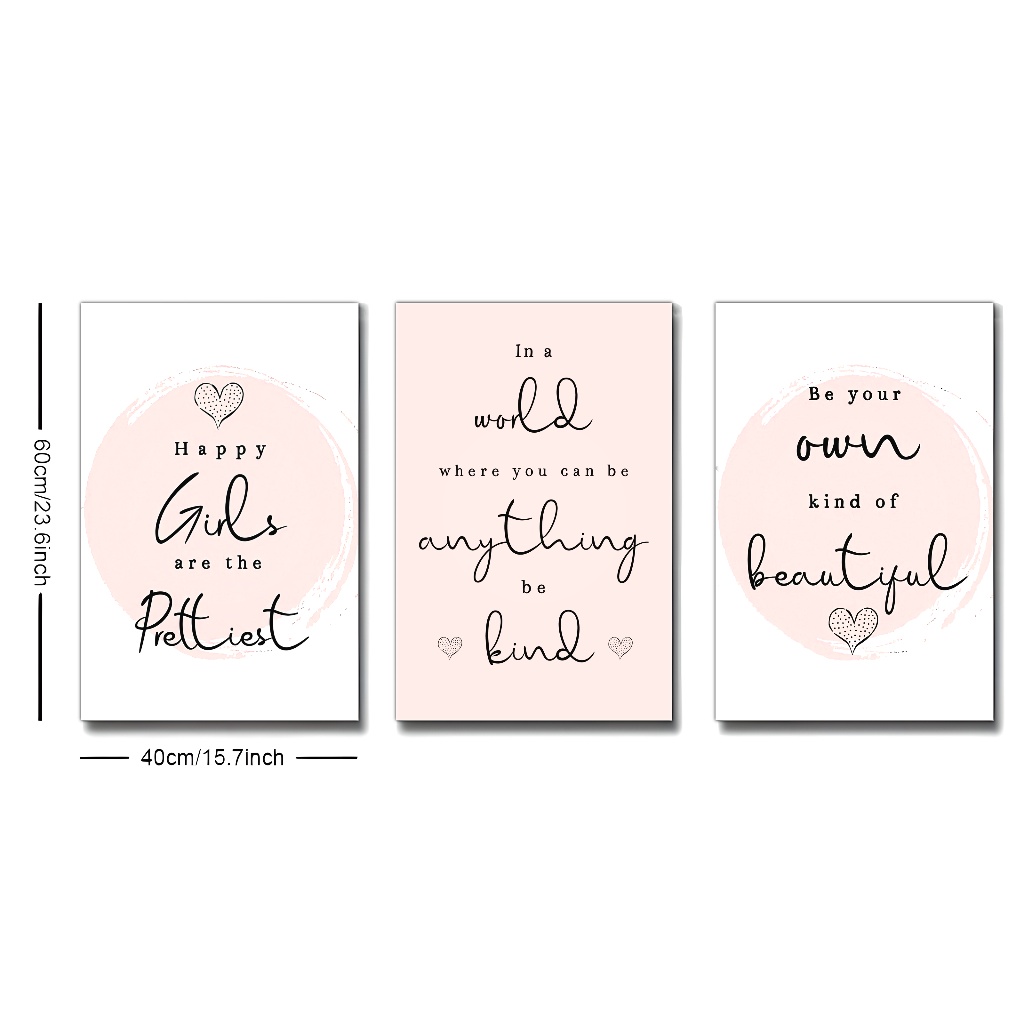 Happy
Girls
are the
Prettiest
In a
world
where you can be
anything
be
kind
Be your
own
kind of
beautiful
60cm/23.6inch
40cm/15.7inch